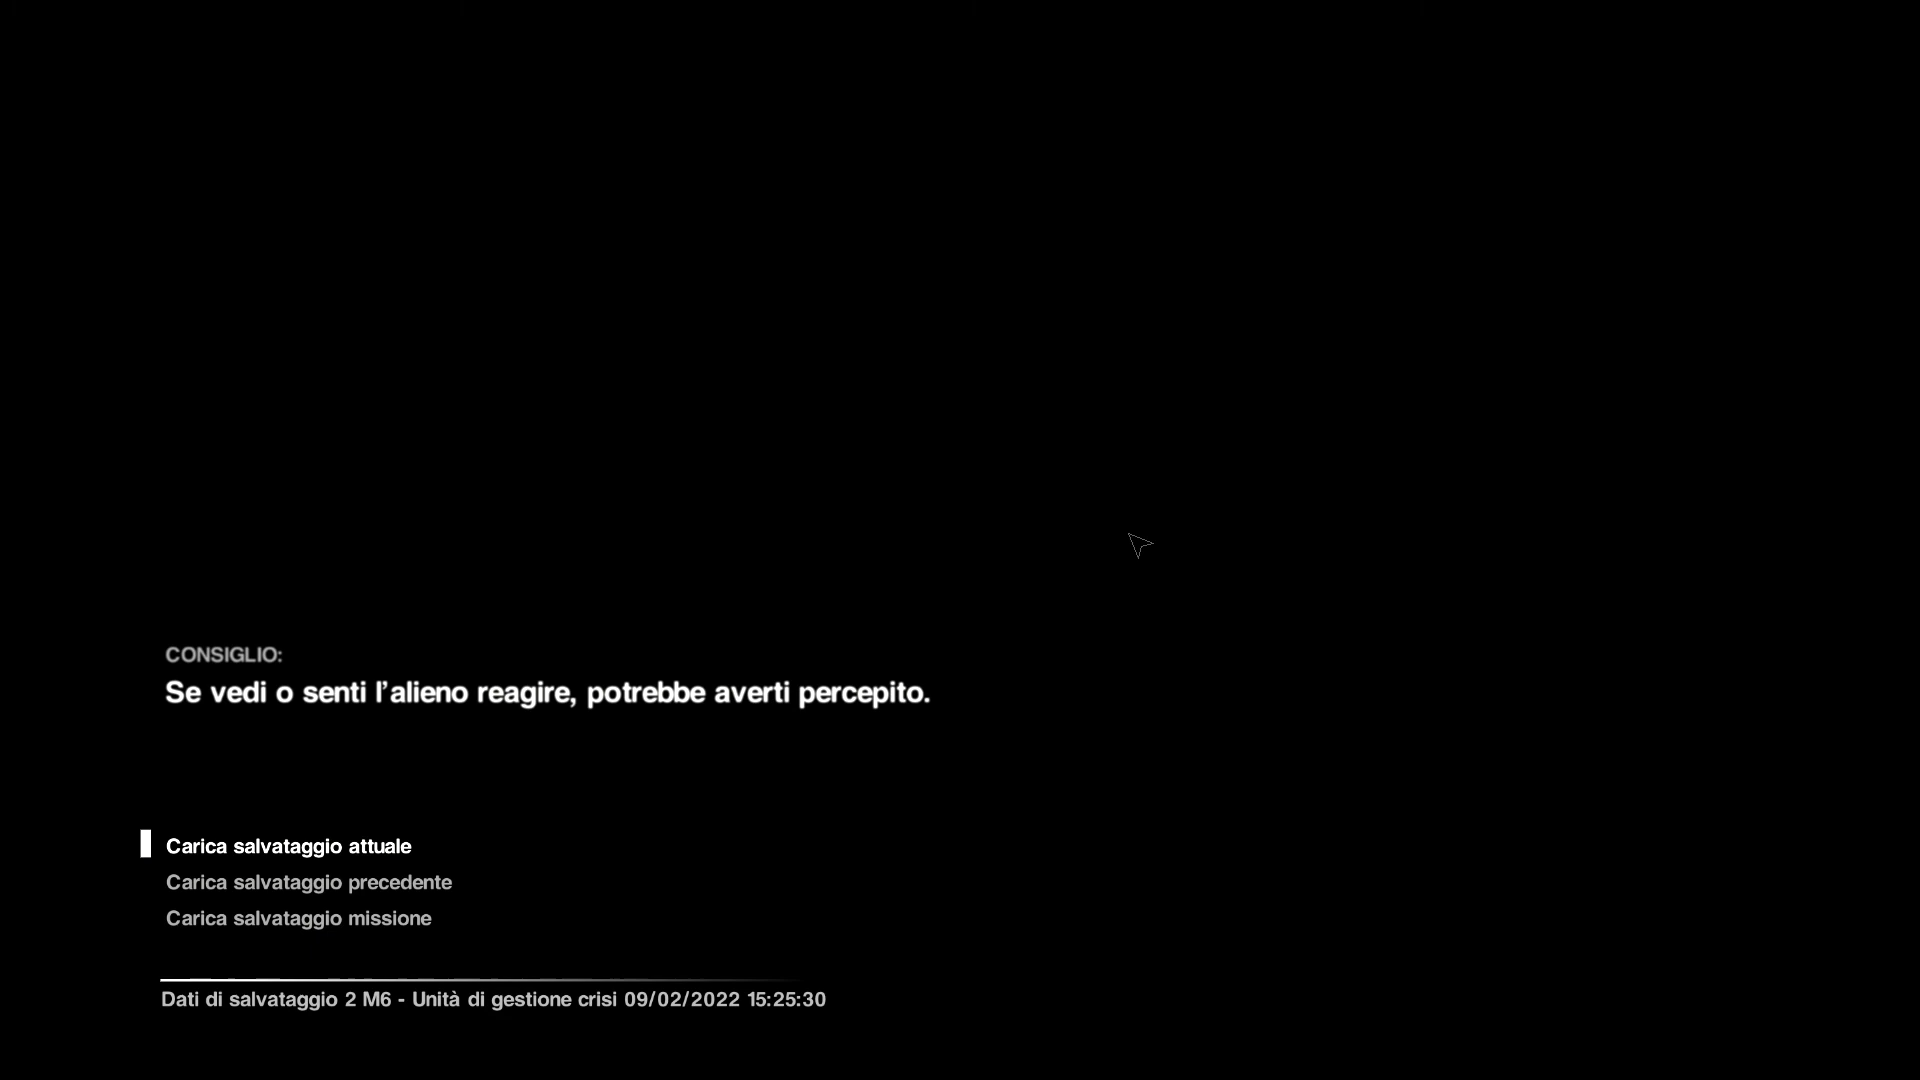 CONSIGLIO:
Se vedi o senti l’alieno reagire, potrebbe averti percepito.
Carica salvataggio attuale
Carica salvataggio precedente
Carica salvataggio missione
Dati di salvataggio 2 M6 - Unità di gestione crisi 09/02/2022 15:25:30